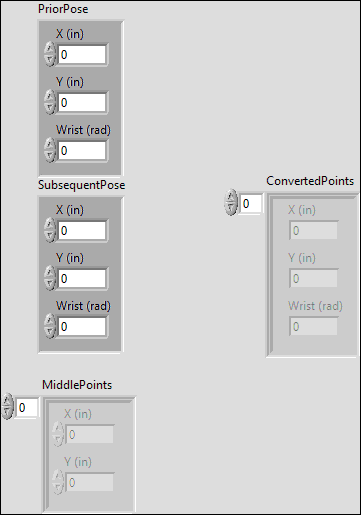 PriorPose
X (in)
0
Y (in)
0
Wrist (rad)
0
SubsequentPose
X (in)
0
Y (in)
0
Wrist (rad)
0
ConvertedPoints
0
X (in)
0
Y (in)
0
Wrist (rad)
0
MiddlePoints
0
X (in)
0
Y (in)
0